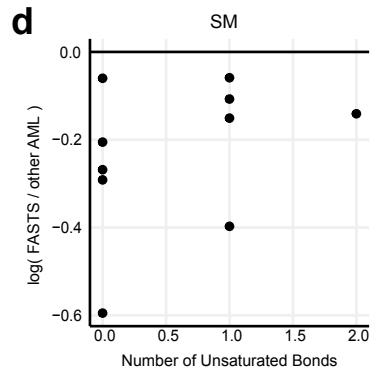 d
SM
log( FASTS / other AML )
0.0
−0.2
−0.4
−0.6
0.0 0.5 1.0 1.5 2.0
Number of Unsaturated Bonds